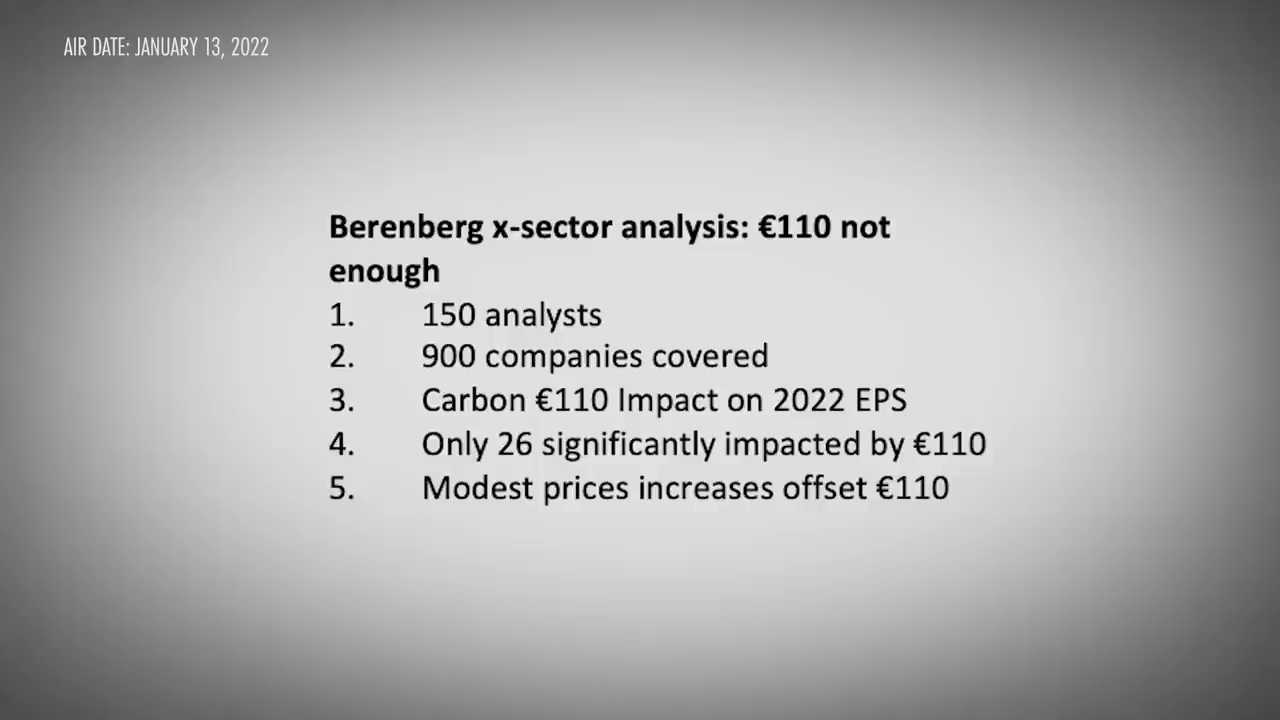 AIR DATE: JANUARY 13, 2022
Berenberg x-sector analysis: €110 not
enough
1. 150 analysts
2. 900 companies covered
3. Carbon €110 Impact on 2022 EPS
4. Only 26 significantly impacted by €110
5. Modest prices increases offset €110